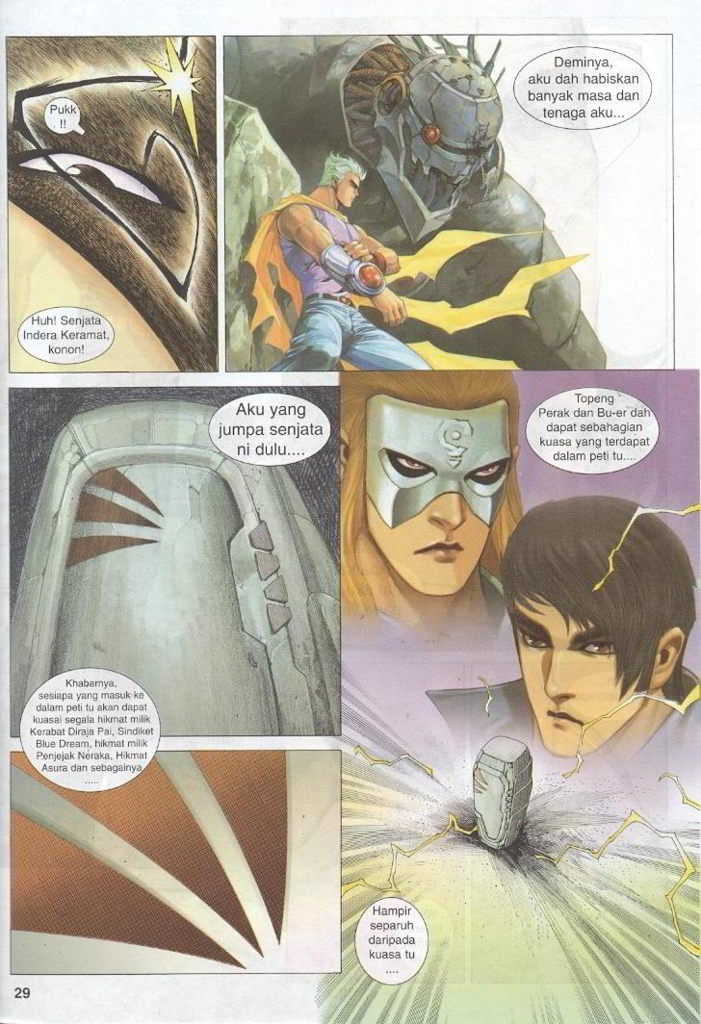 Pukk
!!
Huh! Senjata
Indera Keramat,
konon!
Deminya,
aku dah habiskan
banyak masa dan
tenaga aku...
Aku yang
jumpa senjata
ni dulu....
Topeng
Perak dan Bu-er dah
dapat sebahagian
kuasa yang terdapat
dalam peti tu....
Khabarnya,
sesiapa yang masuk ke
dalam peti tu akan dapat
kuasai segala hikmat milik
Kerabat Diraja Pai, Sindiket
Blue Dream, hikmat milik
Penjejak Neraka, Hikmat
Asura dan sebagainya
.....
Hampir
separuh
daripada
kuasa tu
....
29